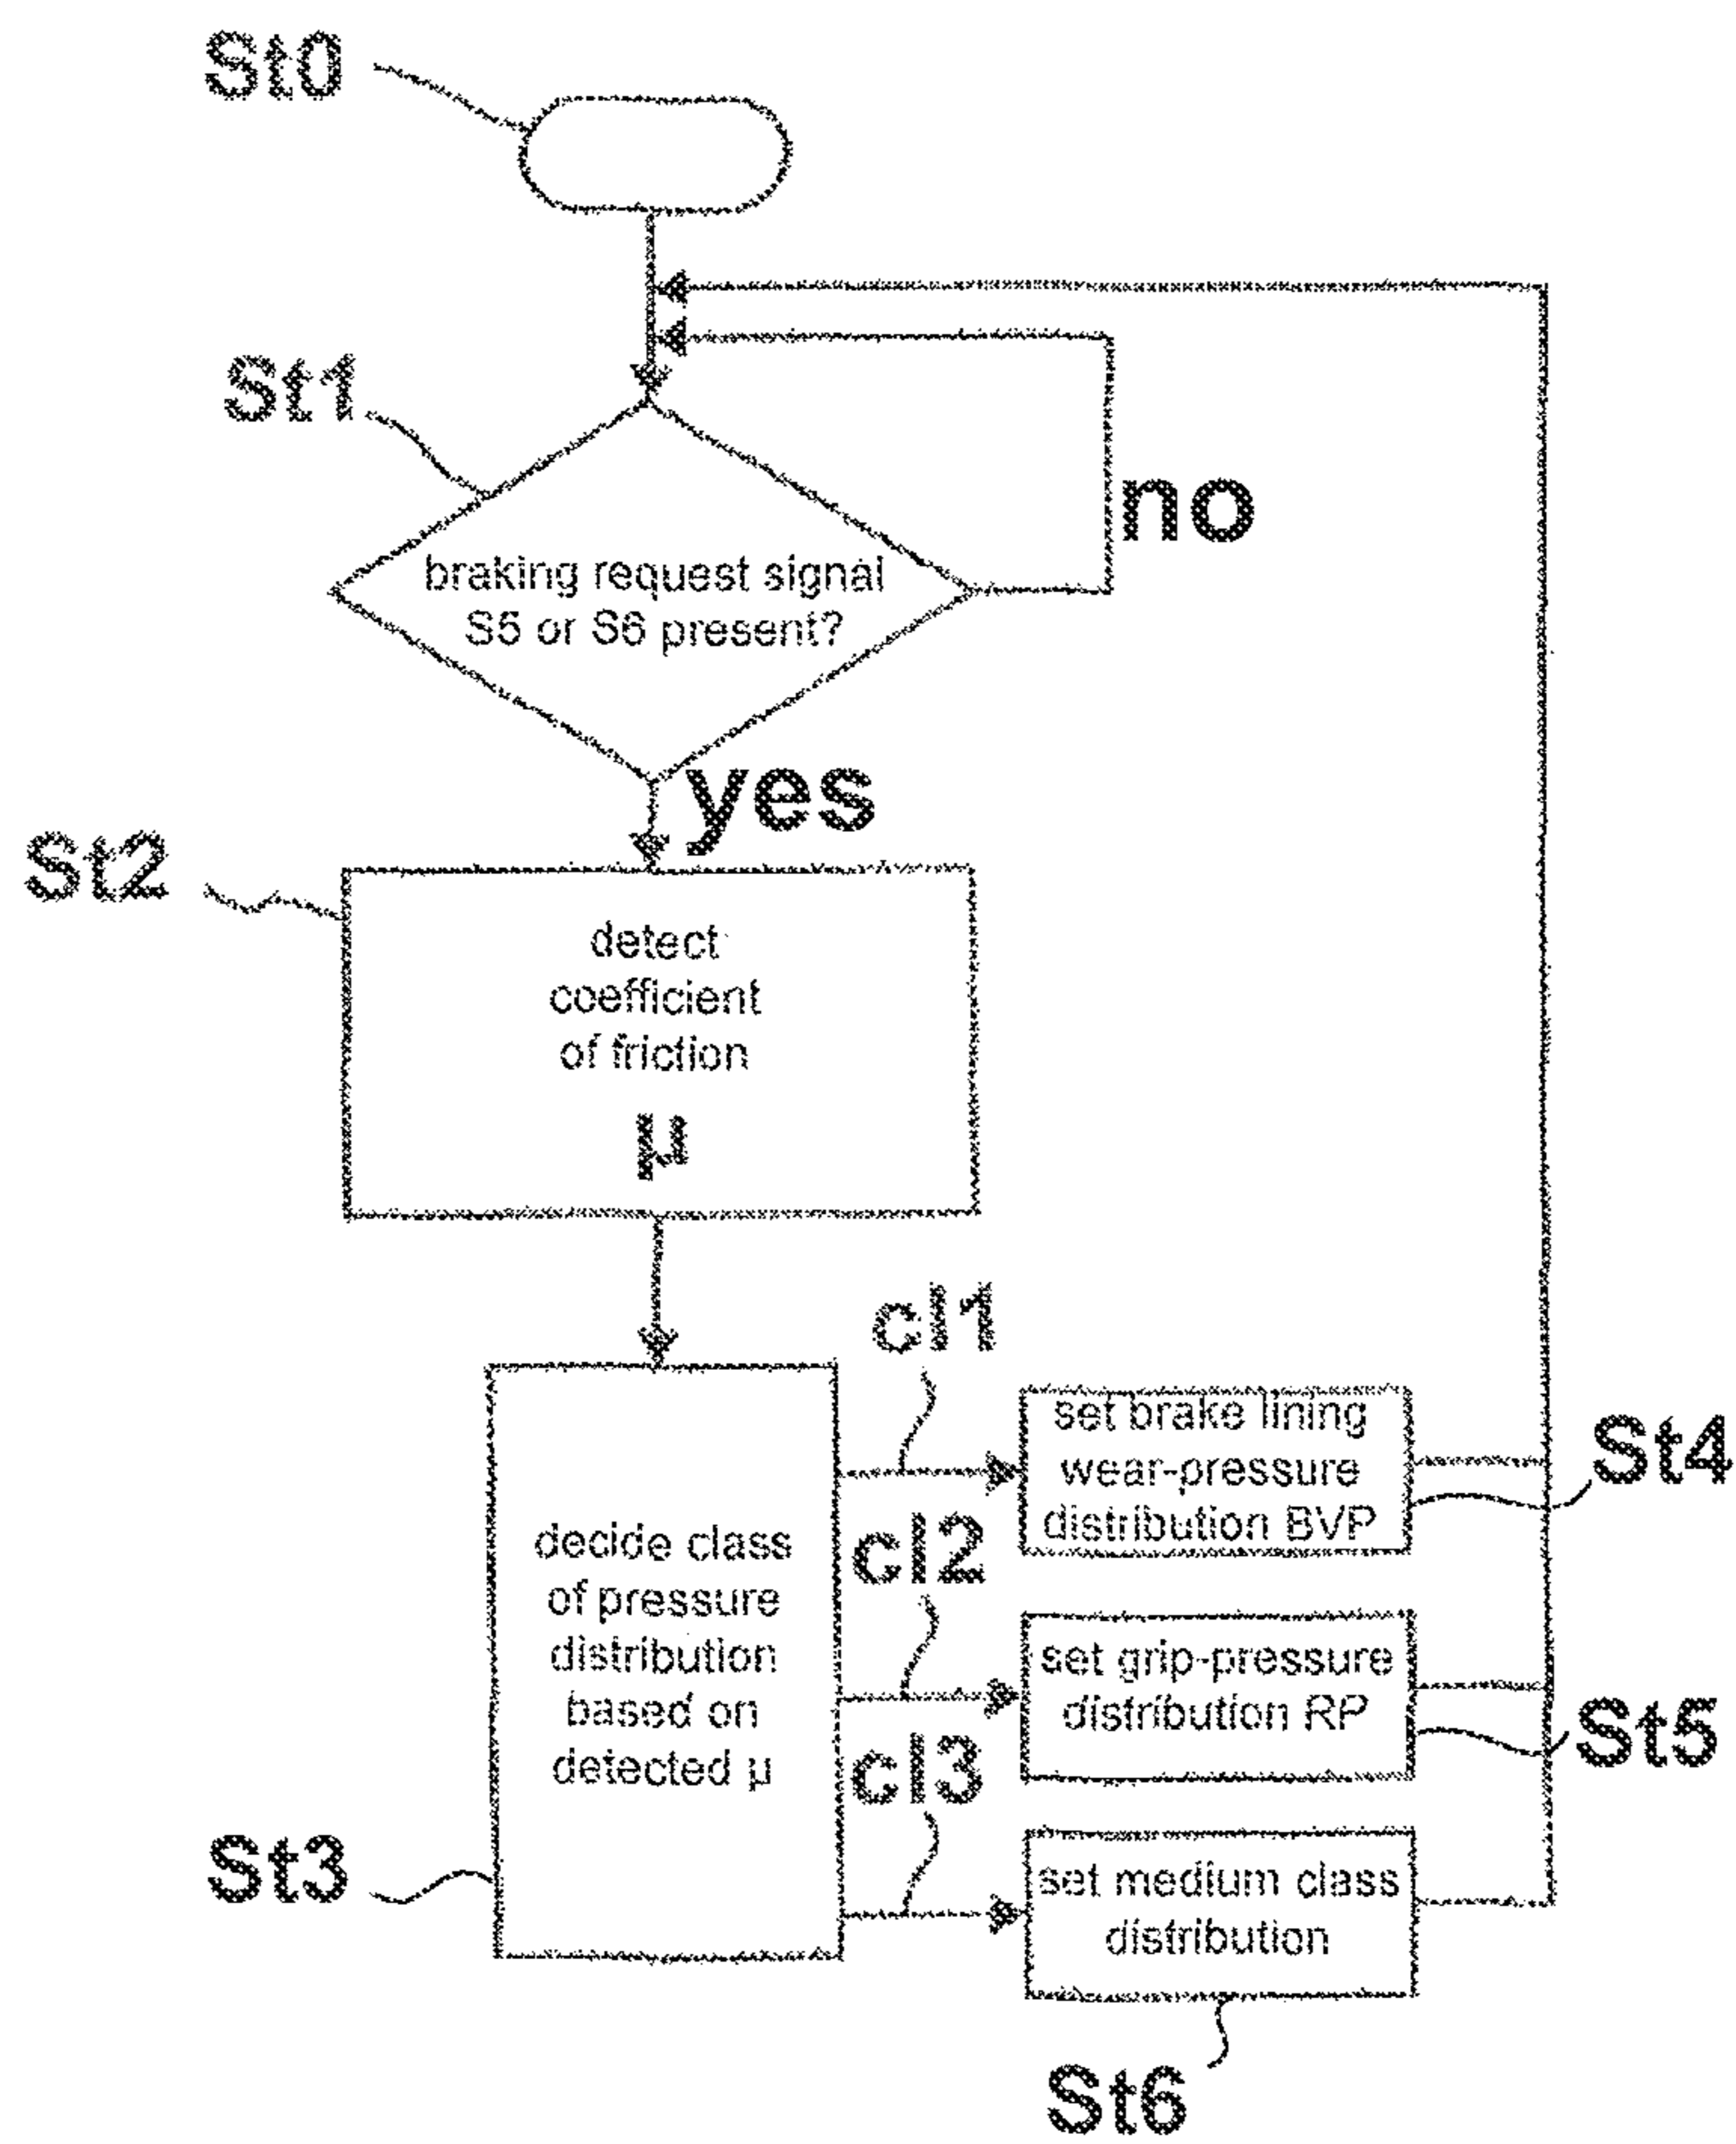 St0
St1
no
braking request signal
S5 or S6 present?
yes
St2
detect
coefficient
of friction
μ
cl1
set brake lining
wear-pressure
distribution BVP
St4
cl2
decide class
of pressure
distribution
based on
detected μ
set grip-pressure
distribution RP
St5
cl3
St3
set medium class
distribution
St6